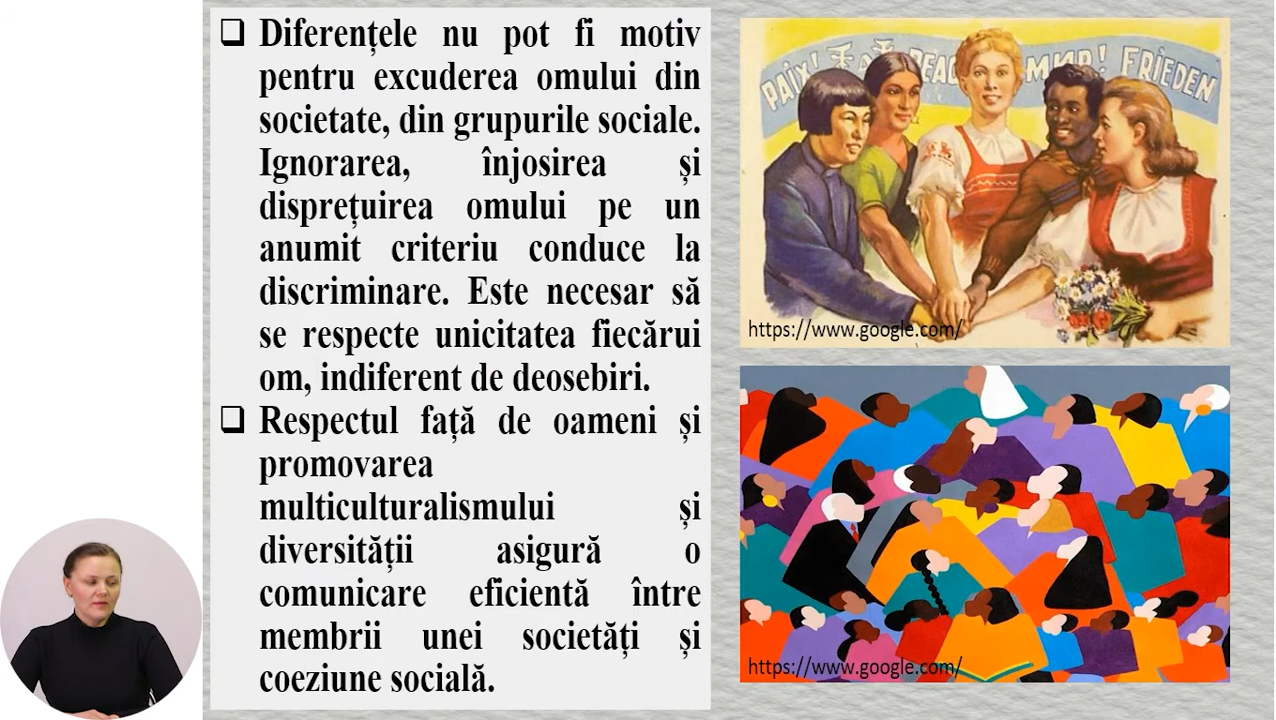 Diferențele nu pot fi motiv
pentru excuderea omului din
societate, din grupurile sociale.
Ignorarea, înjosirea și
disprețuirea omului pe un
anumit criteriu conduce la
discriminare. Este necesar să
se respecte unicitatea fiecărui
om, indiferent de deosebiri.
Respectul față de oameni și
promovarea
multiculturalismului și
diversității asigură o
comunicare eficientă între
membrii unei societăți și
coeziune socială.
PAIX! PEAC МИР! FRIEDEN
https://www.google.com/
https://www.google.com/